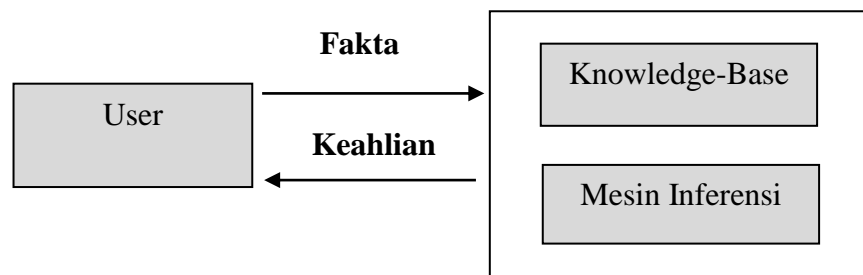 Fakta
Knowledge-Base
User
Keahlian
Mesin Inferensi